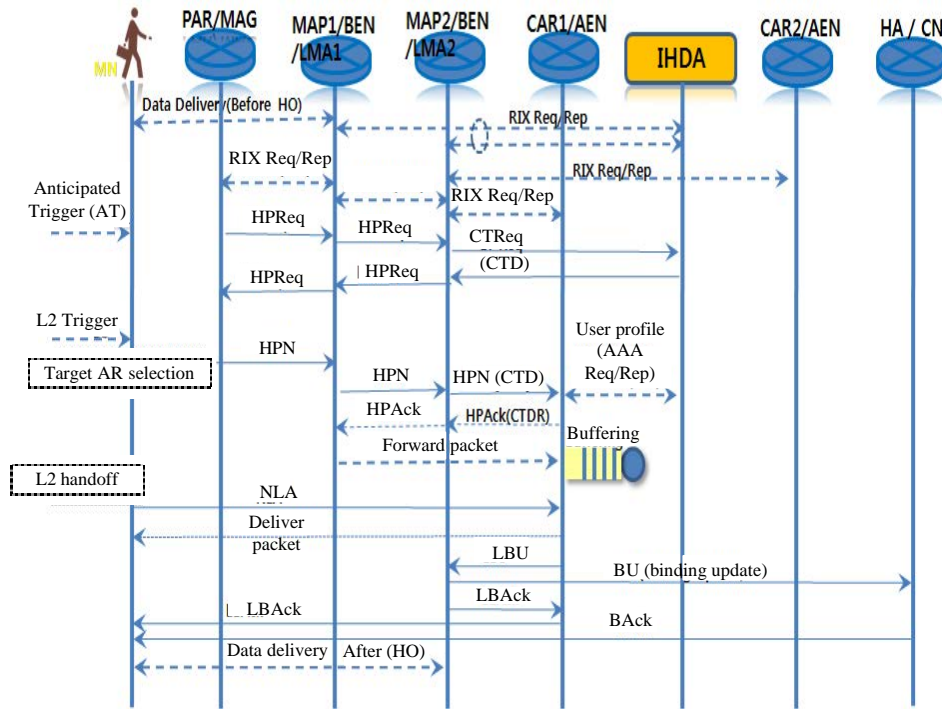 PAR/MAG
MAP1/BEN
/LMA1
MAP2/BEN
/LMA2
CAR1/AEN
IHDA
CAR2/AEN
HA / CN
MN
Data Delivery(Before HO)
RIX Req/Rep
RIX Req/Rep
RIX Req/Rep
RIX Req/Rep
Anticipated
Trigger (AT)
HPReq
HPReq
CTReq
(CTD)
HPReq
HPReq
L2 Trigger
HPN
Target AR selection
User profile
(AAA
Req/Rep)
HPN
HPN (CTD)
HPAck
HPAck(CTDR)
Forward packet
Buffering
L2 handoff
NLA
Deliver
packet
LBU
BU (binding update)
LBAck
LBAck
BAck
Data delivery After (HO)